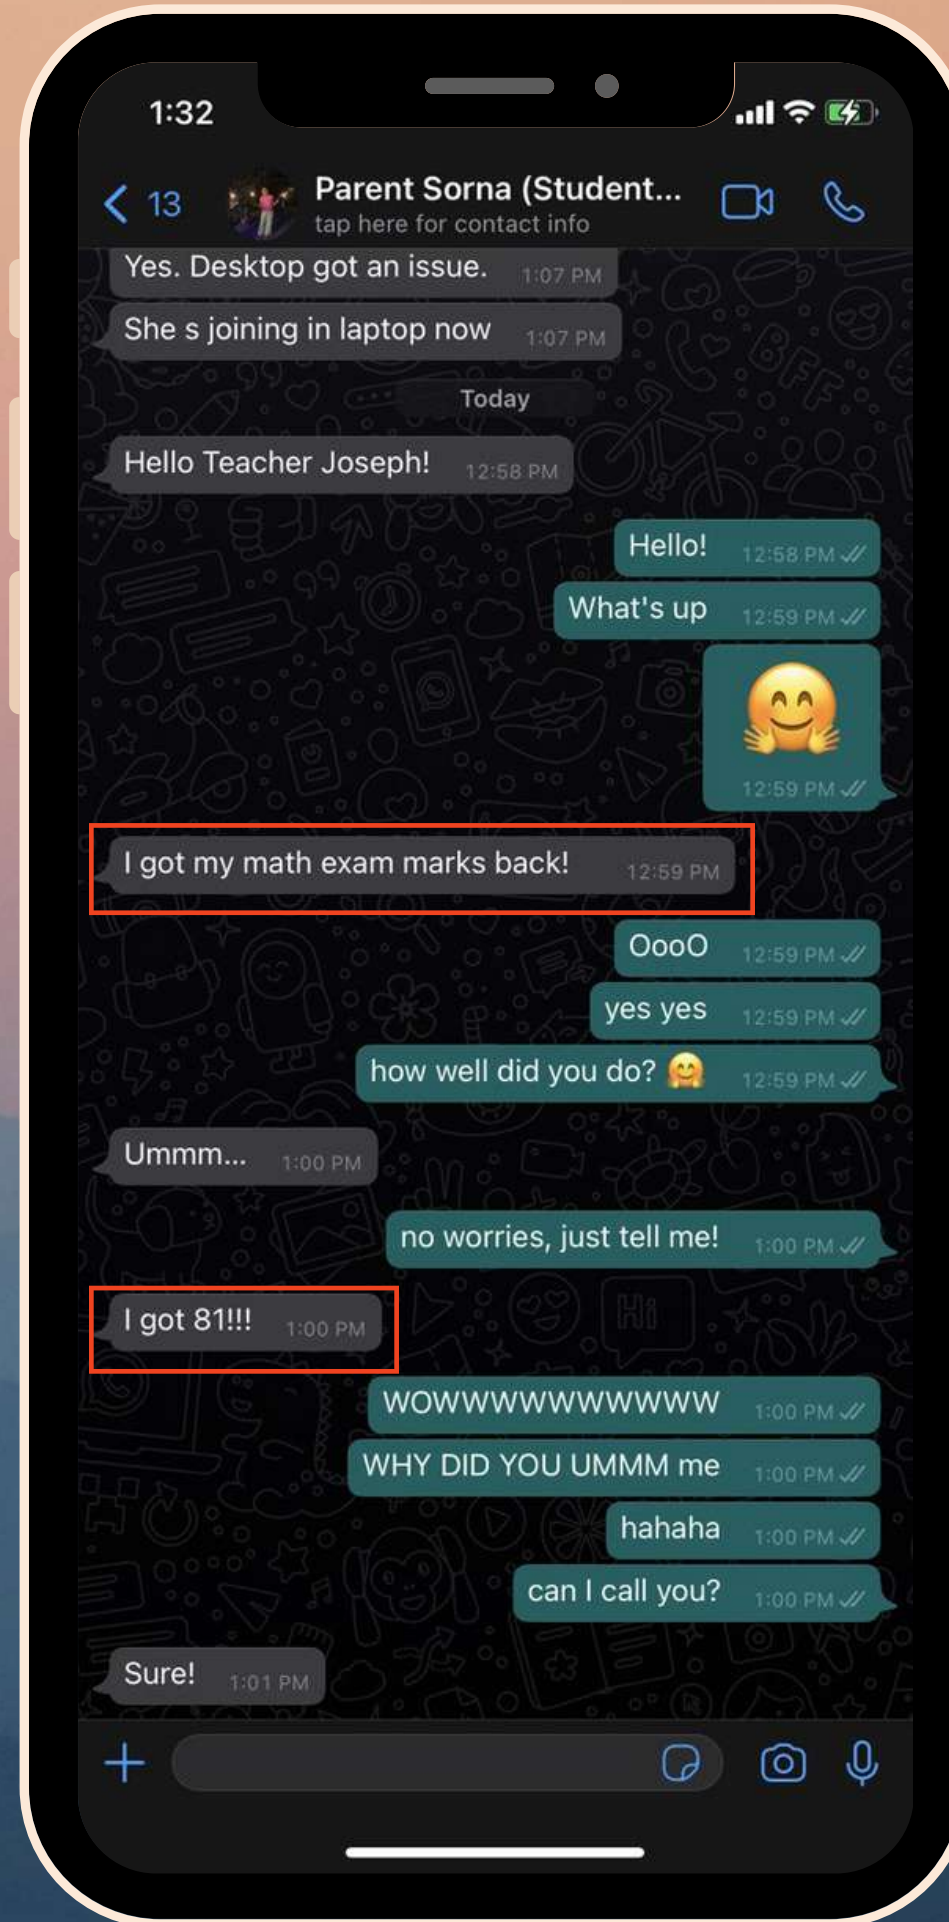 1:32
13
Parent Sorna (Student...
tap here for contact info
Yes. Desktop got an issue. 1:07 PM
She s joining in laptop now 1:07 PM
Today
Hello Teacher Joseph! 12:58 PM
Hello! 12:58 PM
What's up 12:59 PM
🤗
12:59 PM
I got my math exam marks back! 12:59 PM
OooO 12:59 PM
yes yes 12:59 PM
how well did you do? 🤗 12:59 PM
Ummm... 1:00 PM
no worries, just tell me! 1:00 PM
I got 81!!! 1:00 PM
WOWWWWWWWWWWW 1:00 PM
WHY DID YOU UMMM me 1:00 PM
hahaha 1:00 PM
can I call you? 1:00 PM
Sure! 1:01 PM